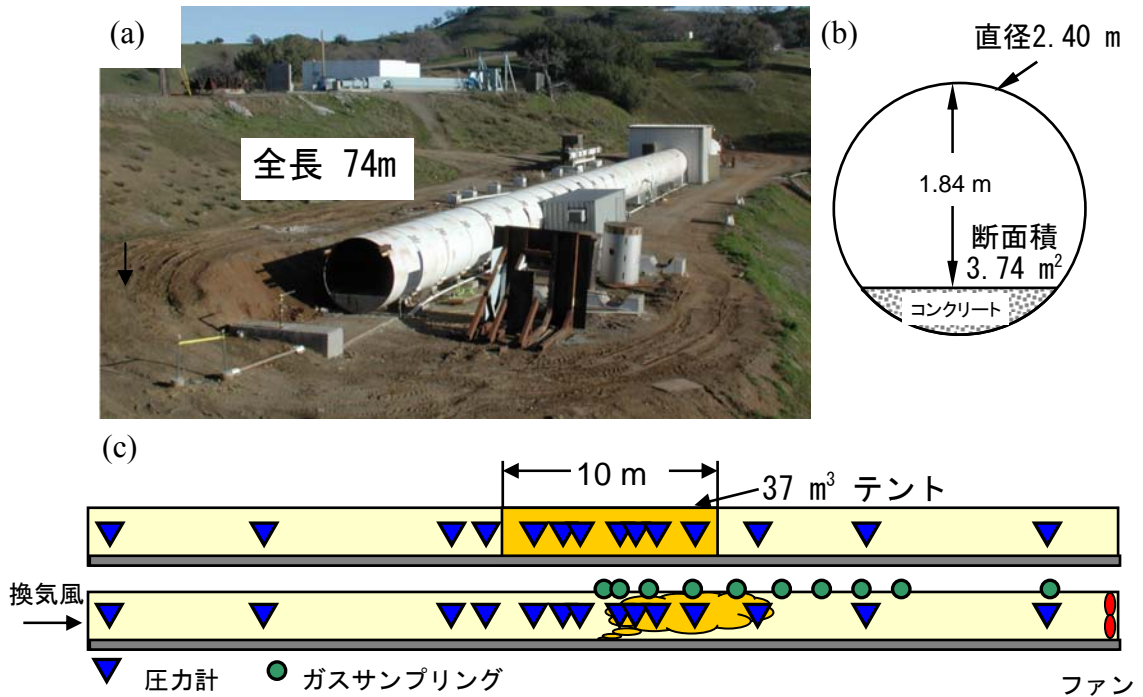 (a)
全長 74m
(b)
直径2.40 m
1.84 m
断面積
3.74 m2
コンクリート
(c)
10 m
37 m3 テント
換気風
圧力計
ガスサンプリング
ファン